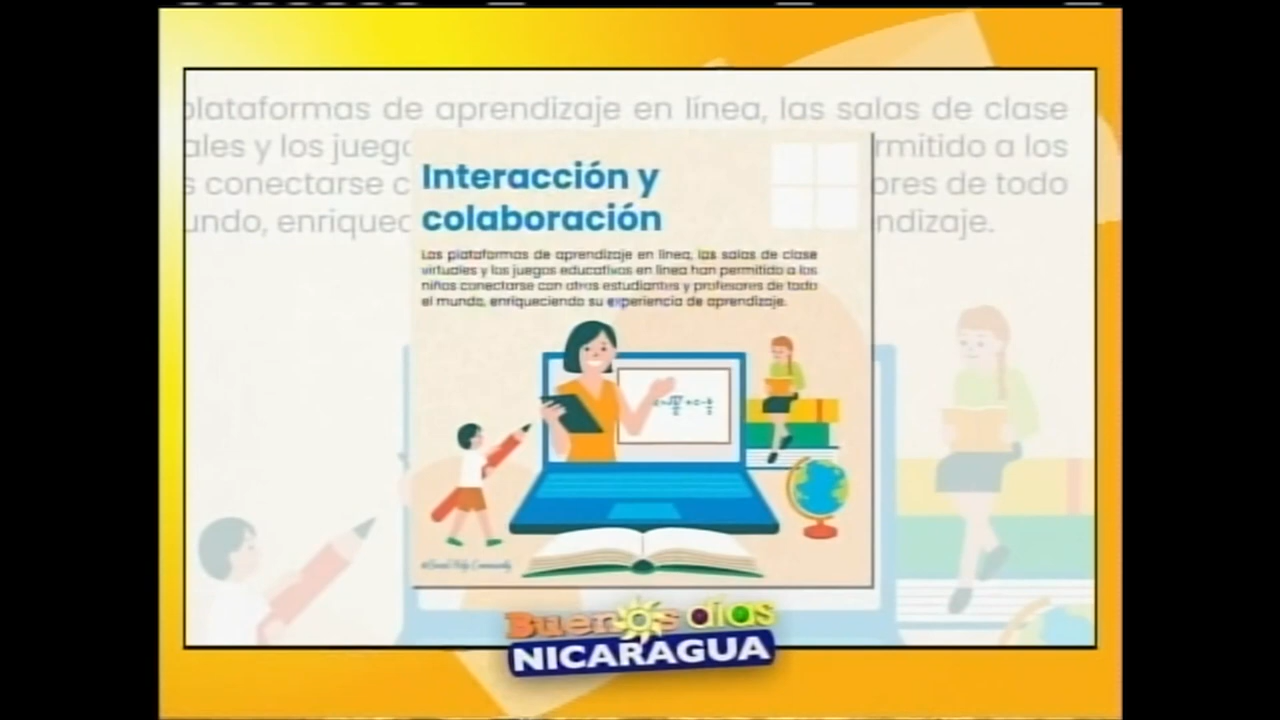 plataformas de aprendizaje en línea, las salas de clase
ales y los juegc rmitido a los
s conectarse c ores de todo
undo, enriquec ndizaje.
Interacción y
colaboración
Las plataformas de aprendizaje en línea, las salas de clase
virtuales y los juegos educativos en línea han permitido a los
niños conectarse con otros estudiantes y profesores de todo
el mundo, enriqueciendo su experiencia de aprendizaje.
Buenos días
NICARAGUA